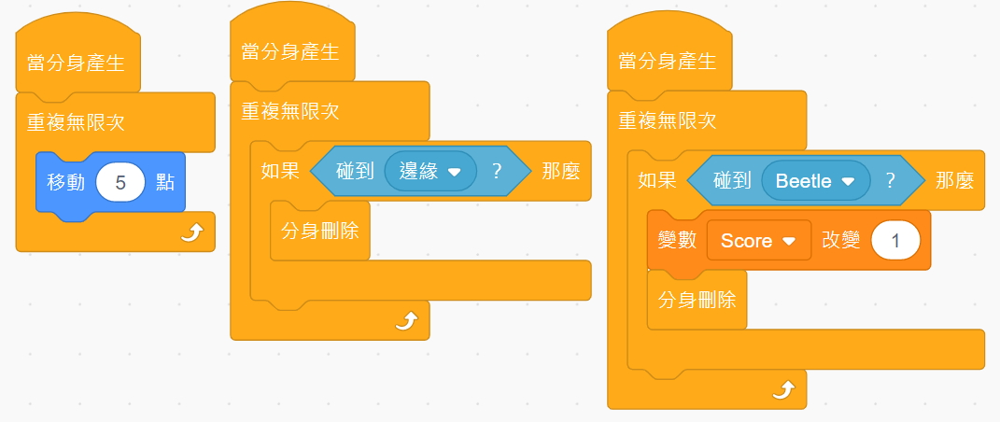 當分身產生
重複無限次
移動 5 點
當分身產生
重複無限次
如果 碰到 邊緣 ? 那麼
分身刪除
當分身產生
重複無限次
如果 碰到 Beetle ? 那麼
變數 Score 改變 1
分身刪除